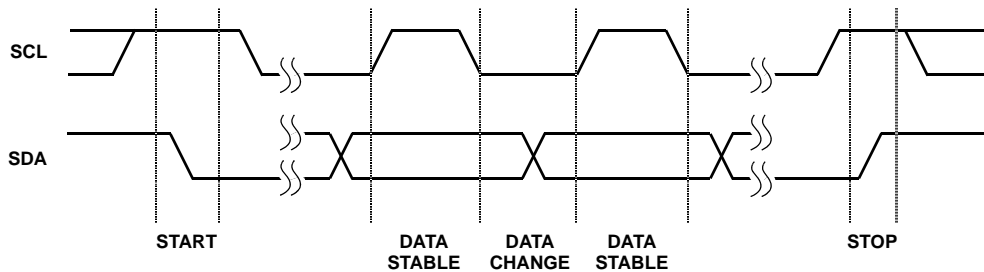 SCL
SDA
START
DATA
STABLE
DATA
CHANGE
DATA
STABLE
STOP